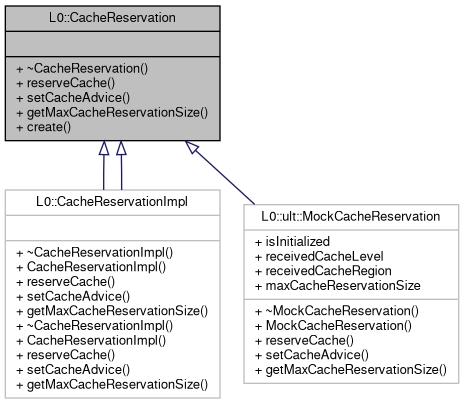 L0::CacheReservation
+ ~CacheReservation()
+ reserveCache()
+ setCacheAdvice()
+ getMaxCacheReservationSize()
+ create()
L0::CacheReservationImpl
+ ~CacheReservationImpl()
+ CacheReservationImpl()
+ reserveCache()
+ setCacheAdvice()
+ getMaxCacheReservationSize()
+ ~CacheReservationImpl()
+ CacheReservationImpl()
+ reserveCache()
+ setCacheAdvice()
+ getMaxCacheReservationSize()
L0::ult::MockCacheReservation
+ isInitialized
+ receivedCacheLevel
+ receivedCacheRegion
+ maxCacheReservationSize
+ ~MockCacheReservation()
+ MockCacheReservation()
+ reserveCache()
+ setCacheAdvice()
+ getMaxCacheReservationSize()